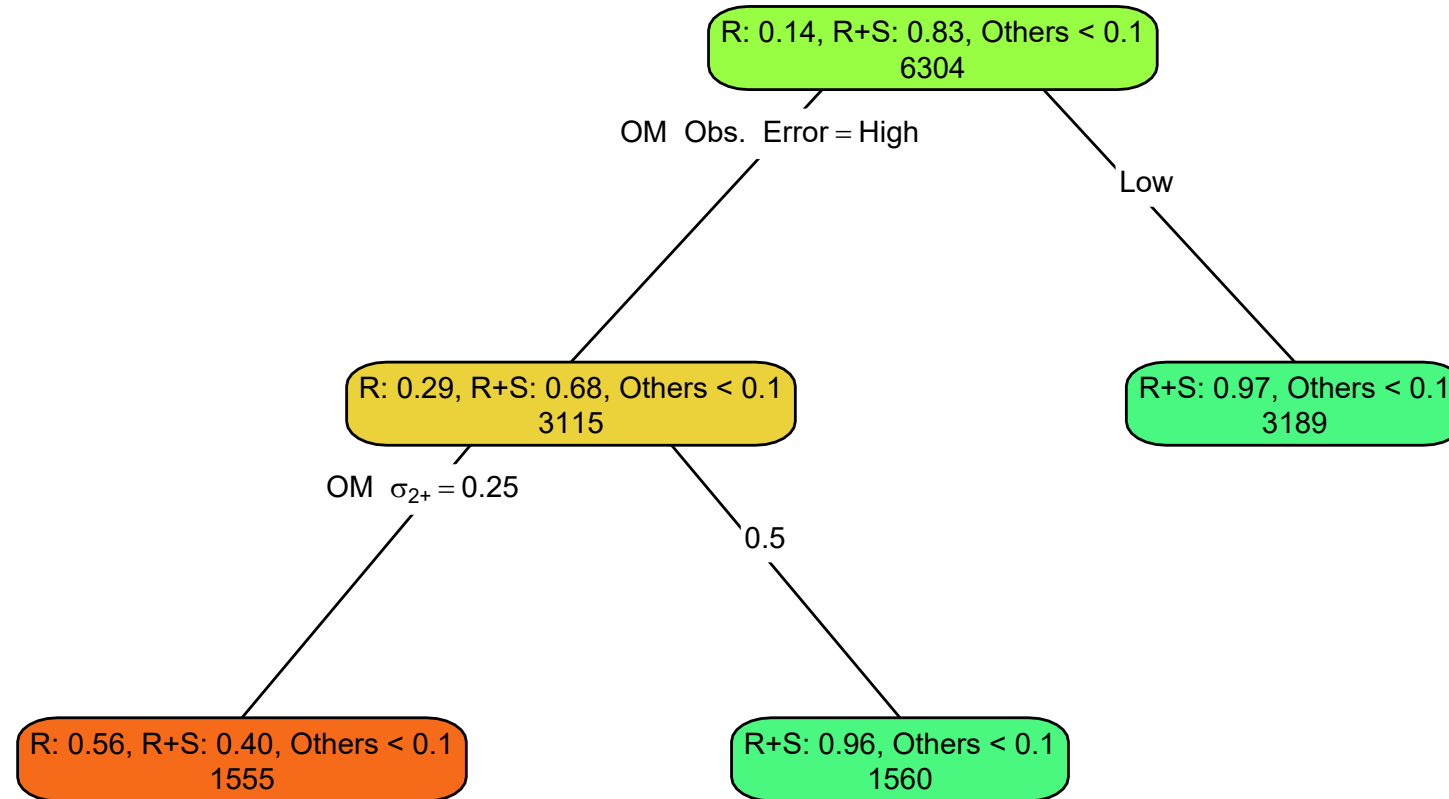 R: 0.14, R+S: 0.83, Others < 0.1
6304
OM Obs. Error = High
Low
R: 0.29, R+S: 0.68, Others < 0.1
3115
R+S: 0.97, Others < 0.1
3189
OM σ2+ = 0.25
0.5
R: 0.56, R+S: 0.40, Others < 0.1
1555
R+S: 0.96, Others < 0.1
1560